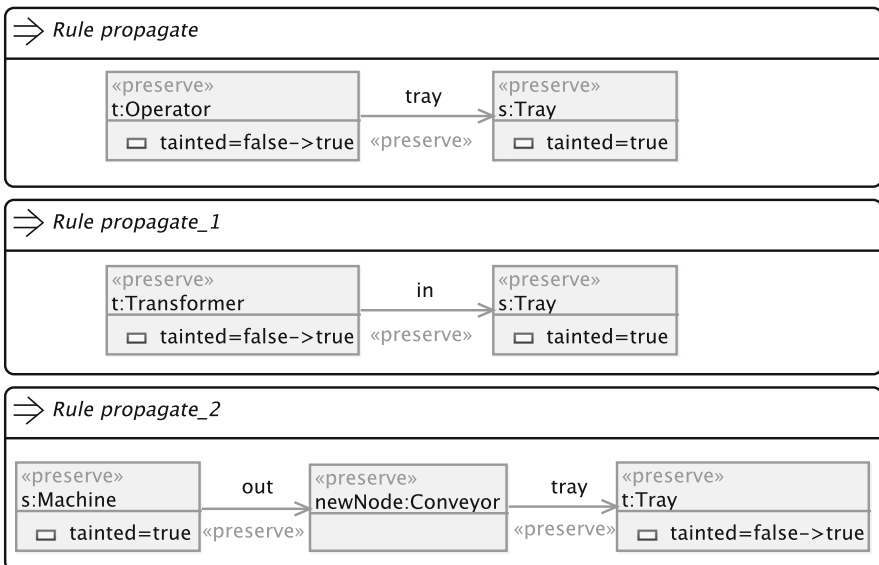 Rule propagate
«preserve» «preserve»
t:Operator tray s:Tray
tainted=false->true «preserve» tainted=true
Rule propagate_1
«preserve» «preserve»
t:Transformer in s:Tray
tainted=false->true «preserve» tainted=true
Rule propagate_2
«preserve» «preserve» «preserve»
s:Machine out newNode:Conveyor tray t:Tray
tainted=true «preserve» «preserve» tainted=false->true